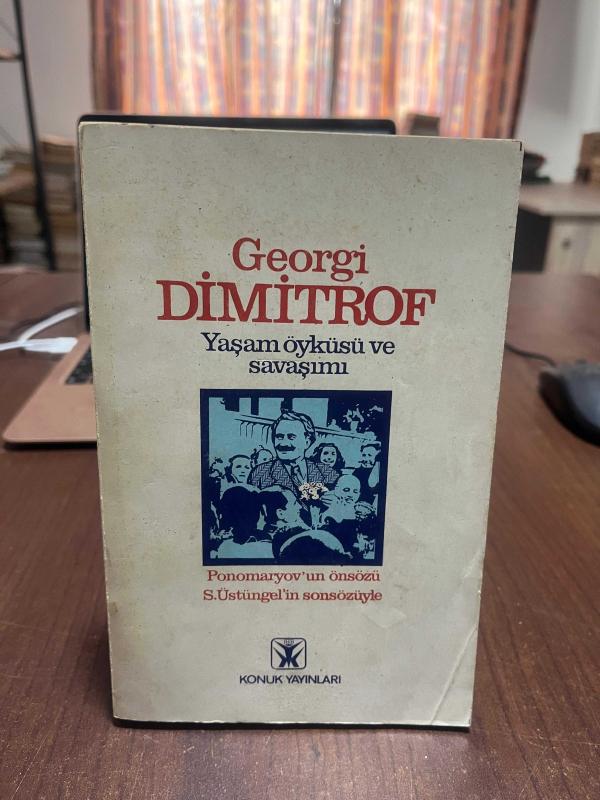 Georgi
DİMİTROF
Yaşam öyküsü ve
savaşımı
Ponomaryov'un önsözü
S.Üstüngel'in sonsözüyle
KONUK YAYINLARI